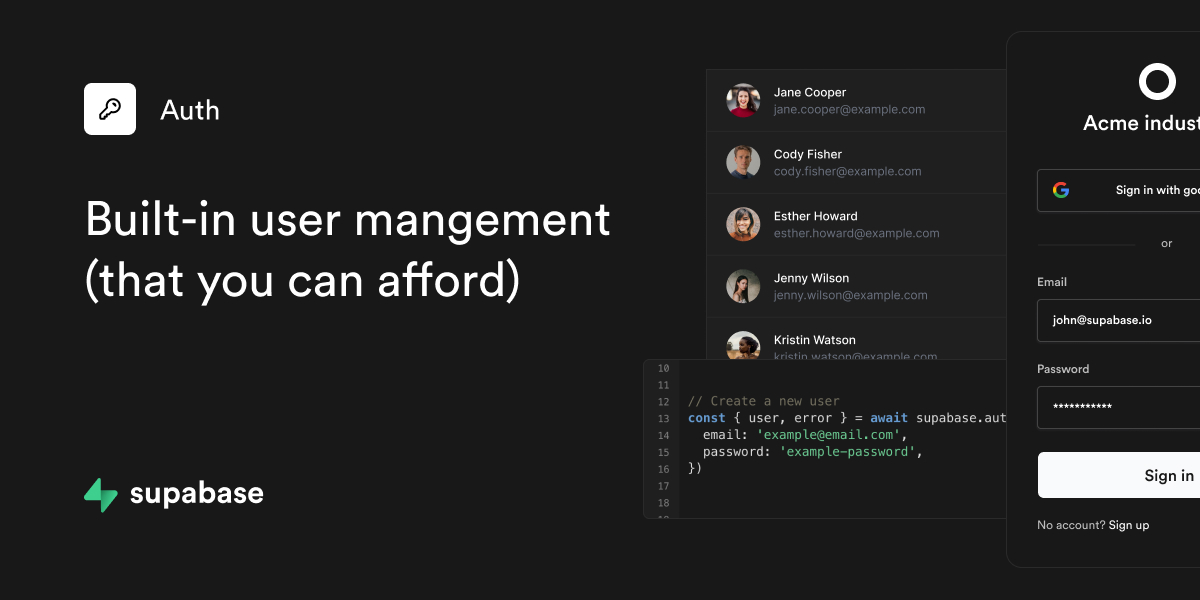 Auth
Built-in user mangement
(that you can afford)
supabase
Jane Cooper
jane.cooper@example.com
Cody Fisher
cody.fisher@example.com
Esther Howard
esther.howard@example.com
Jenny Wilson
jenny.wilson@example.com
Kristin Watson
kristin.watson@example.com
10
11
12 // Create a new user
13 const { user, error } = await supabase.aut
14 email: 'example@email.com',
15 password: 'example-password',
16 })
17
18
Acme indust
Sign in with goo
or
Email
john@supabase.io
Password
***********
Sign in
No account? Sign up